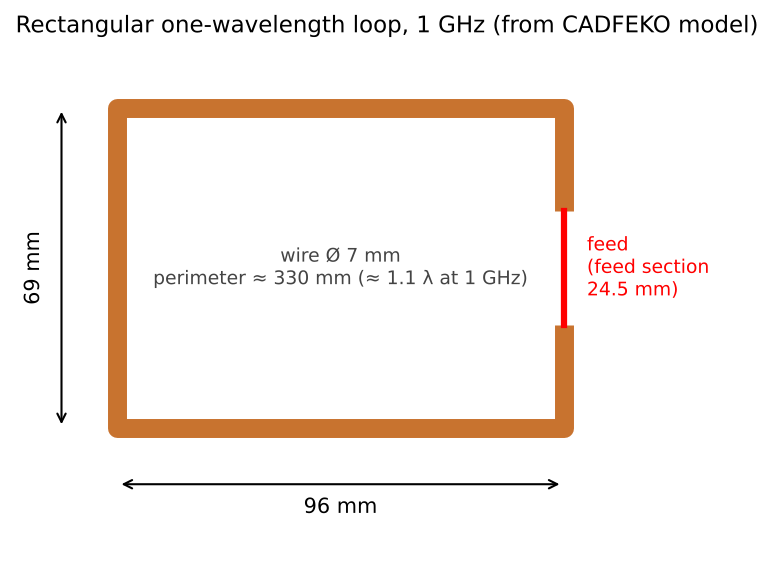 Rectangular one-wavelength loop, 1 GHz (from CADFEKO model)
69 mm
wire Ø 7 mm
perimeter ≈ 330 mm (≈ 1.1 λ at 1 GHz)
feed
(feed section
24.5 mm)
96 mm